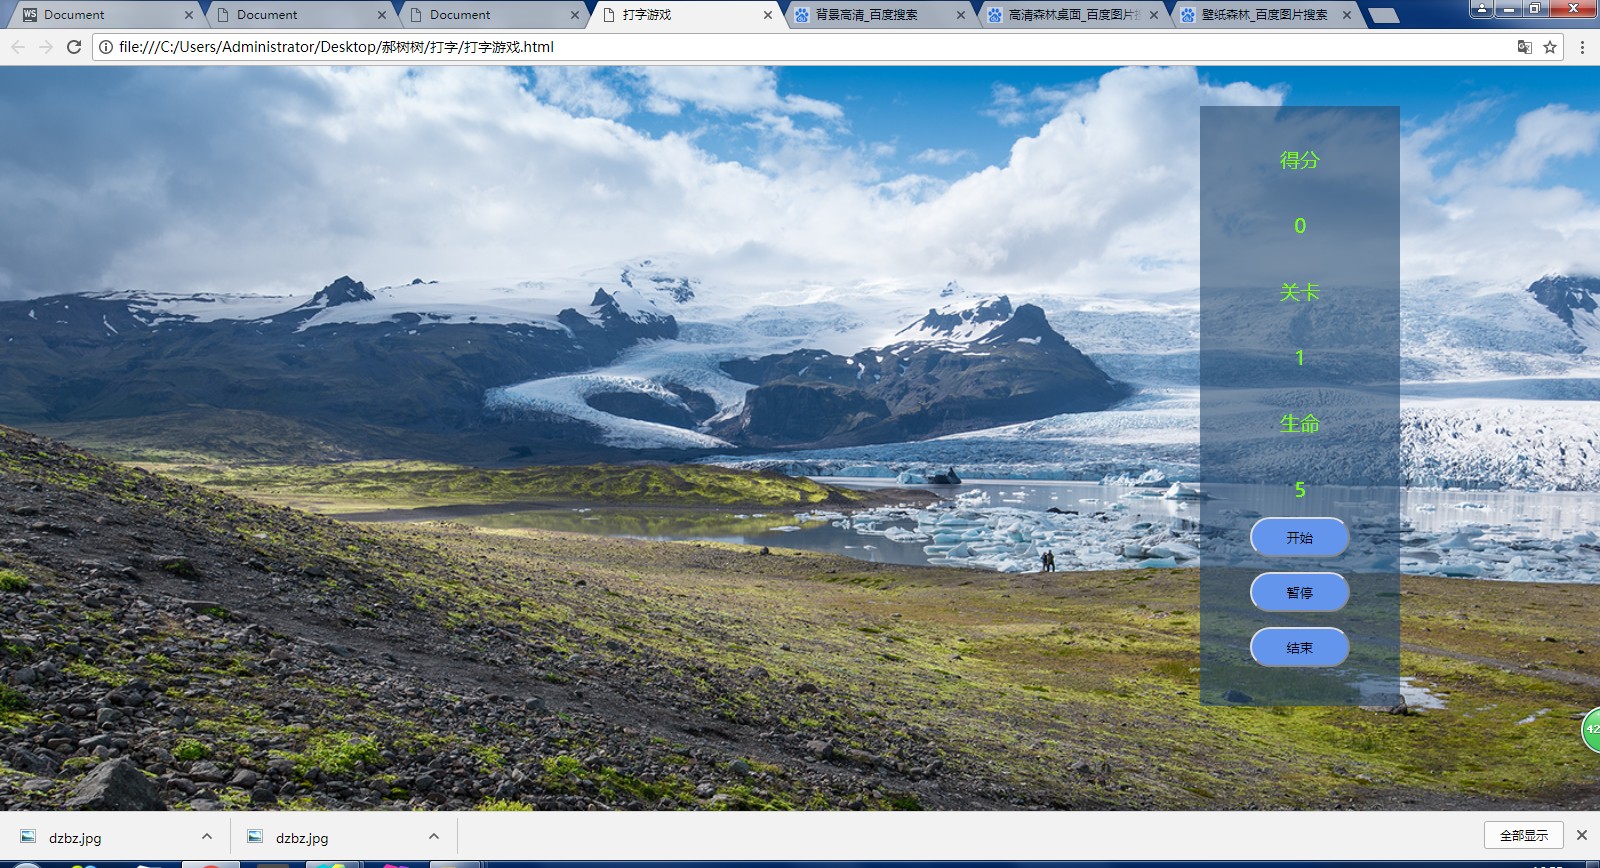 WS Document
Document
Document
打字游戏
背景高清_百度搜索
高清森林桌面_百度图片
壁纸森林_百度图片搜索
file:///C:/Users/Administrator/Desktop/郝树树/打字/打字游戏.html
得分
0
关卡
1
生命
5
开始
暂停
结束
42
dzbz.jpg
dzbz.jpg
全部显示